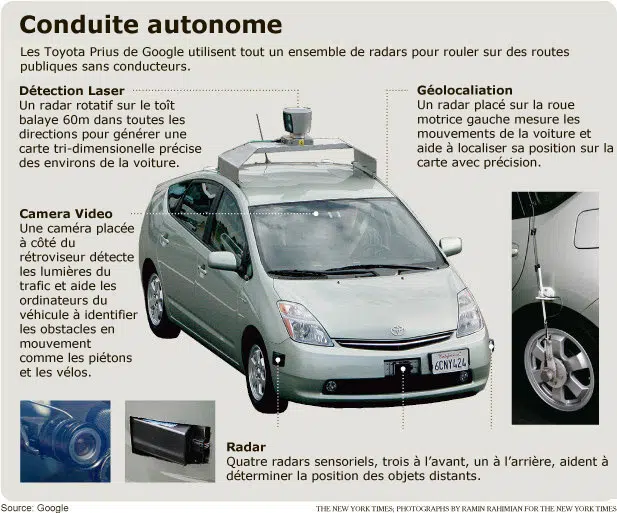 Conduite autonome
Les Toyota Prius de Google utilisent tout un ensemble de radars pour rouler sur des routes
publiques sans conducteurs.
Détection Laser
Un radar rotatif sur le toît
balaye 60m dans toutes les
directions pour générer une
carte tri-dimensionelle précise
des environs de la voiture.
Géolocaliation
Un radar placé sur la roue
motrice gauche mesure les
mouvements de la voiture et
aide à localiser sa position sur la
carte avec précision.
Camera Video
Une caméra placée
à côté du
rétroviseur détecte
les lumières du
trafic et aide les
ordinateurs du
véhicule à identifier
les obstacles en
mouvement
comme les piétons
et les vélos.
6CNY424
Radar
Quatre radars sensoriels, trois à l'avant, un à l'arrière, aident à
déterminer la position des objets distants.
Source: Google
THE NEW YORK TIMES; PHOTOGRAPHS BY RAMIN RAHIMIAN FOR THE NEW YORK TIMES